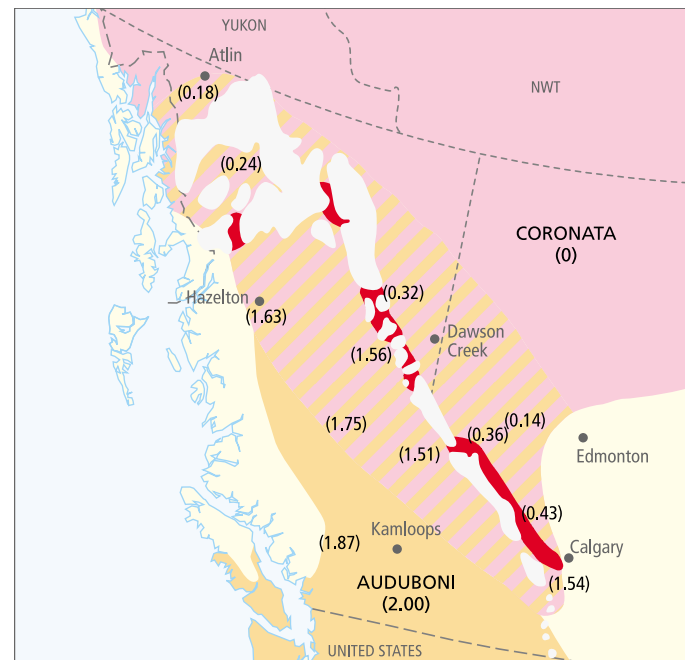 YUKON
Atlin
(0.18)
NWT
(0.24)
CORONATA
(0)
Hazelton
(0.32)
(1.63)
Dawson
Creek
(1.56)
(0.14)
(1.75)
(0.36)
(1.51)
Edmonton
(0.43)
Kamloops
(1.87)
Calgary
AUDUBONI
(2.00)
(1.54)
UNITED STATES